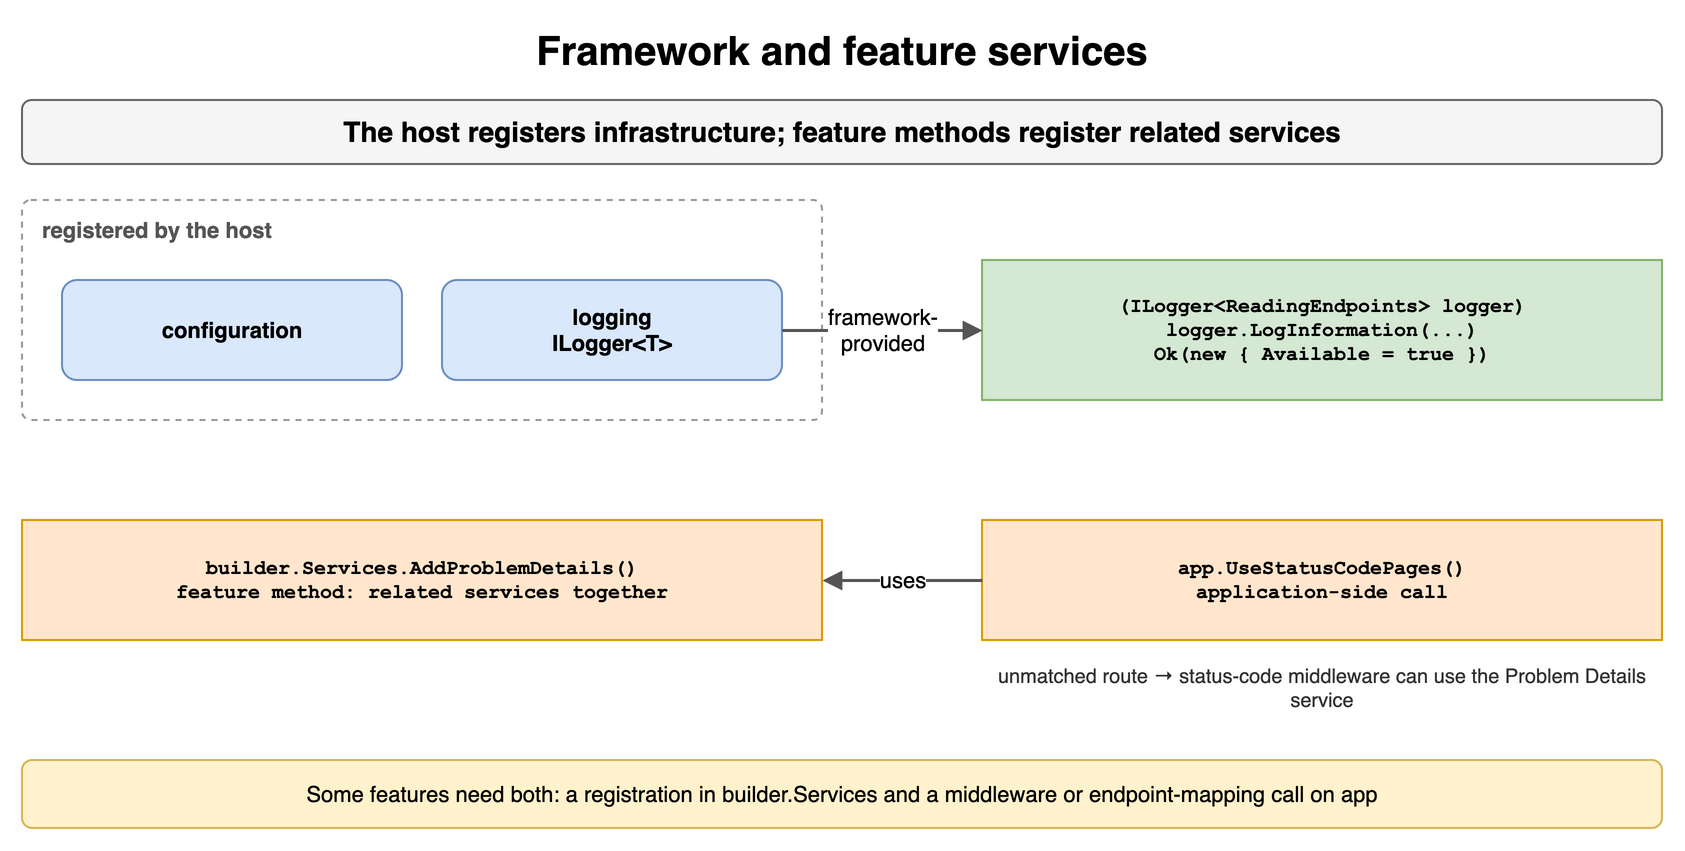 Framework and feature services
The host registers infrastructure; feature methods register related services
registered by the host
configuration
logging
ILogger<T>
framework-
provided
(ILogger<ReadingEndpoints> logger)
logger.LogInformation(...)
Ok(new { Available = true })
builder.Services.AddProblemDetails()
feature method: related services together
uses
app.UseStatusCodePages()
application-side call
unmatched route → status-code middleware can use the Problem Details
service
Some features need both: a registration in builder.Services and a middleware or endpoint-mapping call on app